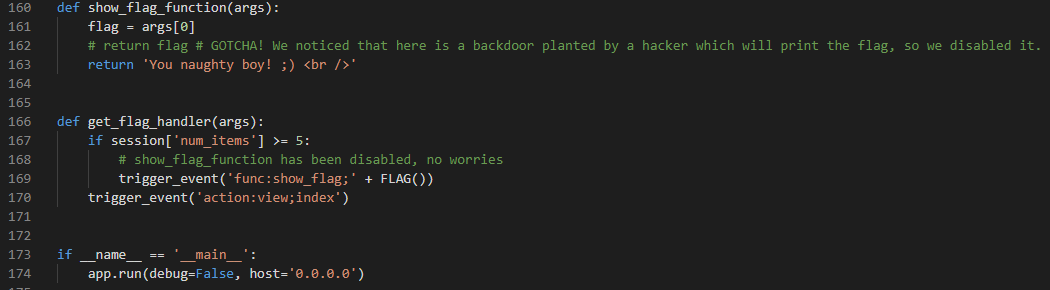 160 def show_flag_function(args):
161     flag = args[0]
162     # return flag # GOTCHA! We noticed that here is a backdoor planted by a hacker which will print the flag, so we disabled it.
163     return 'You naughty boy! ;) <br />'
164
165
166 def get_flag_handler(args):
167     if session['num_items'] >= 5:
168         # show_flag_function has been disabled, no worries
169         trigger_event('func:show_flag;' + FLAG())
170     trigger_event('action:view;index')
171
172
173 if __name__ == '__main__':
174     app.run(debug=False, host='0.0.0.0')